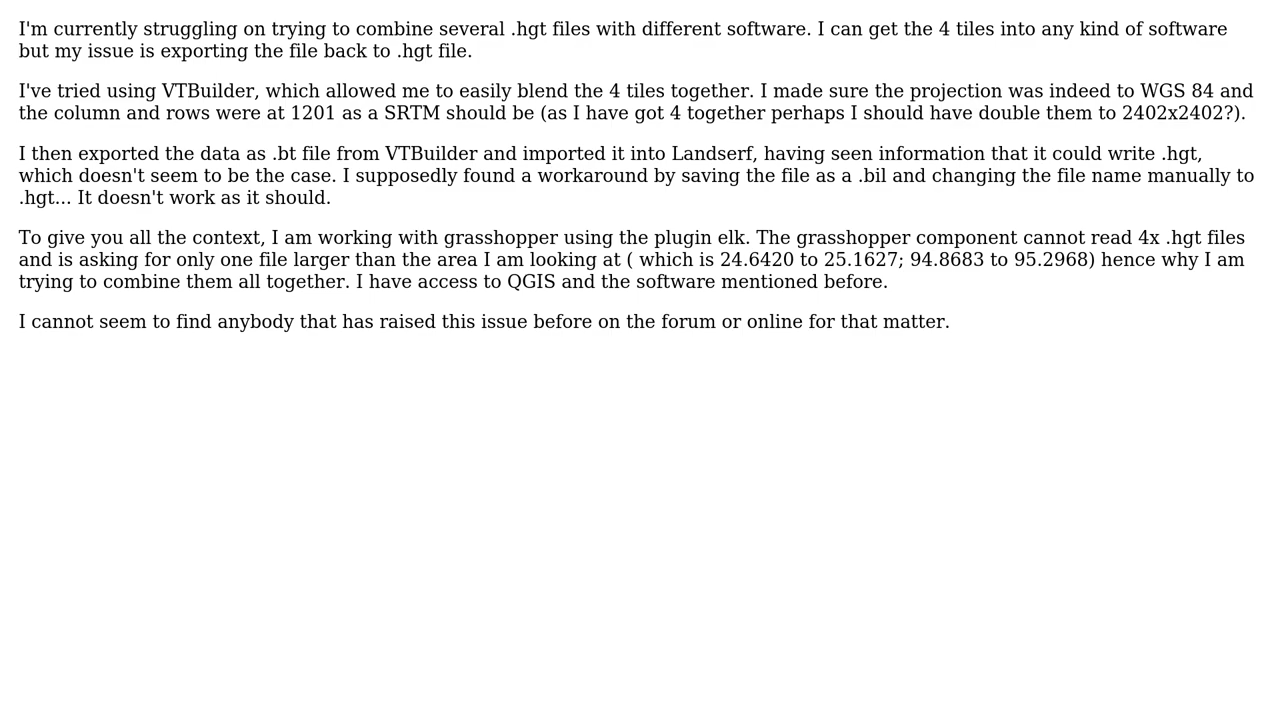 I'm currently struggling on trying to combine several .hgt files with different software. I can get the 4 tiles into any kind of software
but my issue is exporting the file back to .hgt file.
I've tried using VTBuilder, which allowed me to easily blend the 4 tiles together. I made sure the projection was indeed to WGS 84 and
the column and rows were at 1201 as a SRTM should be (as I have got 4 together perhaps I should have double them to 2402x2402?).
I then exported the data as .bt file from VTBuilder and imported it into Landserf, having seen information that it could write .hgt,
which doesn't seem to be the case. I supposedly found a workaround by saving the file as a .bil and changing the file name manually to
.hgt... It doesn't work as it should.
To give you all the context, I am working with grasshopper using the plugin elk. The grasshopper component cannot read 4x .hgt files
and is asking for only one file larger than the area I am looking at ( which is 24.6420 to 25.1627; 94.8683 to 95.2968) hence why I am
trying to combine them all together. I have access to QGIS and the software mentioned before.
I cannot seem to find anybody that has raised this issue before on the forum or online for that matter.